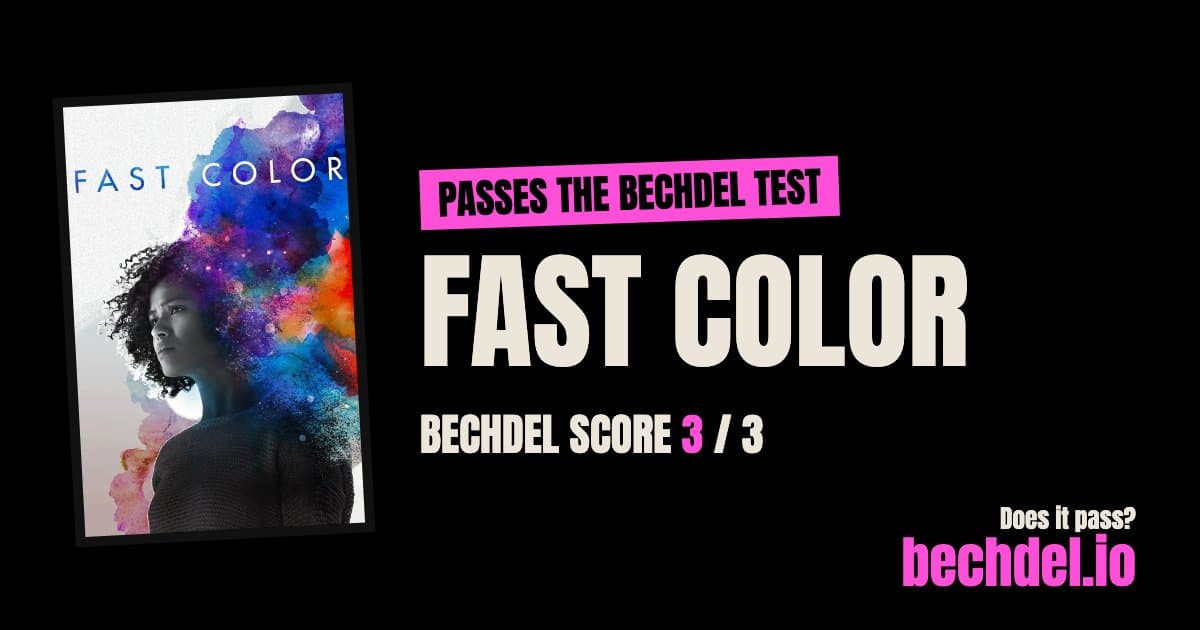 FAST COLOR
PASSES THE BECHDEL TEST
FAST COLOR
BECHDEL SCORE 3 / 3
Does it pass?
bechdel.io